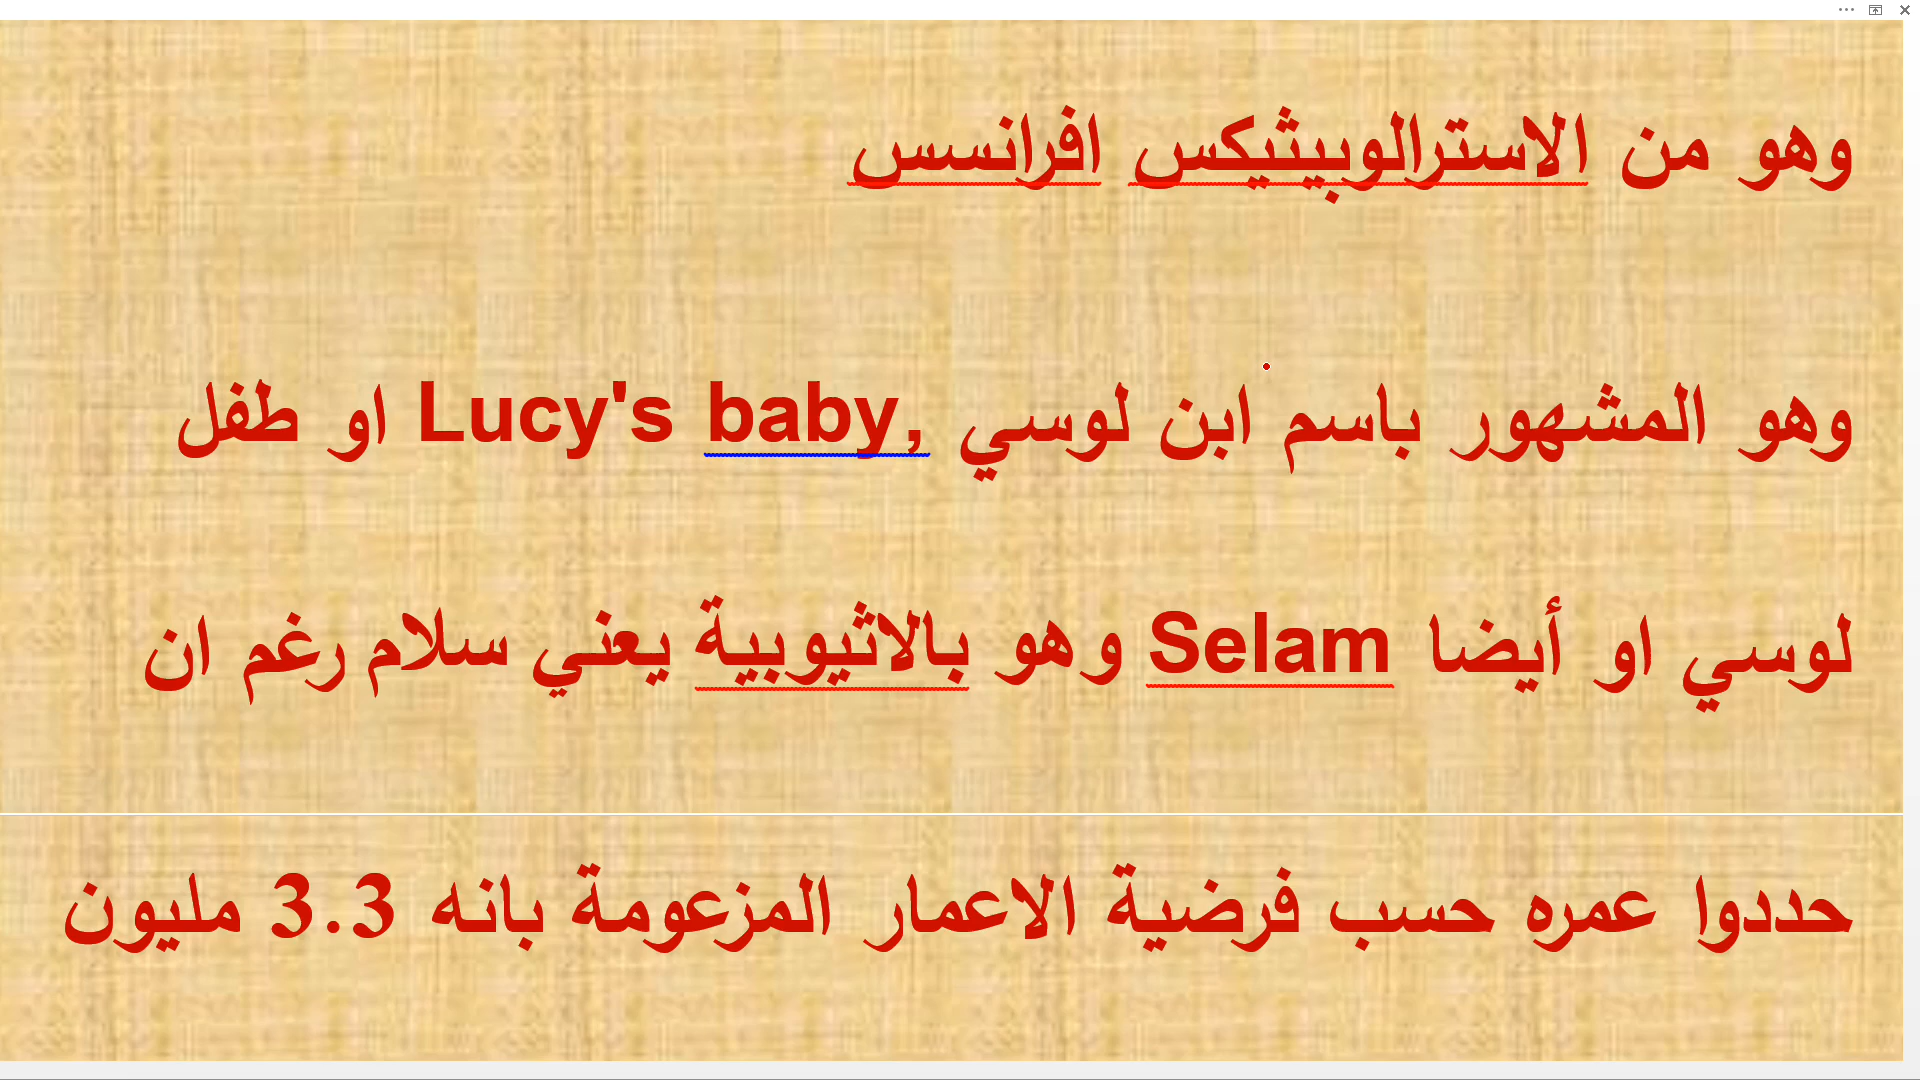 وهو من الاسترالوبيثيكس افرانسس
وهو المشهور باسم ابن لوسي Lucy's baby, او طفل
لوسي او أيضا Selam وهو بالاثيوبية يعني سلام رغم ان
حددوا عمره حسب فرضية الاعمار المزعومة بانه 3.3 مليون